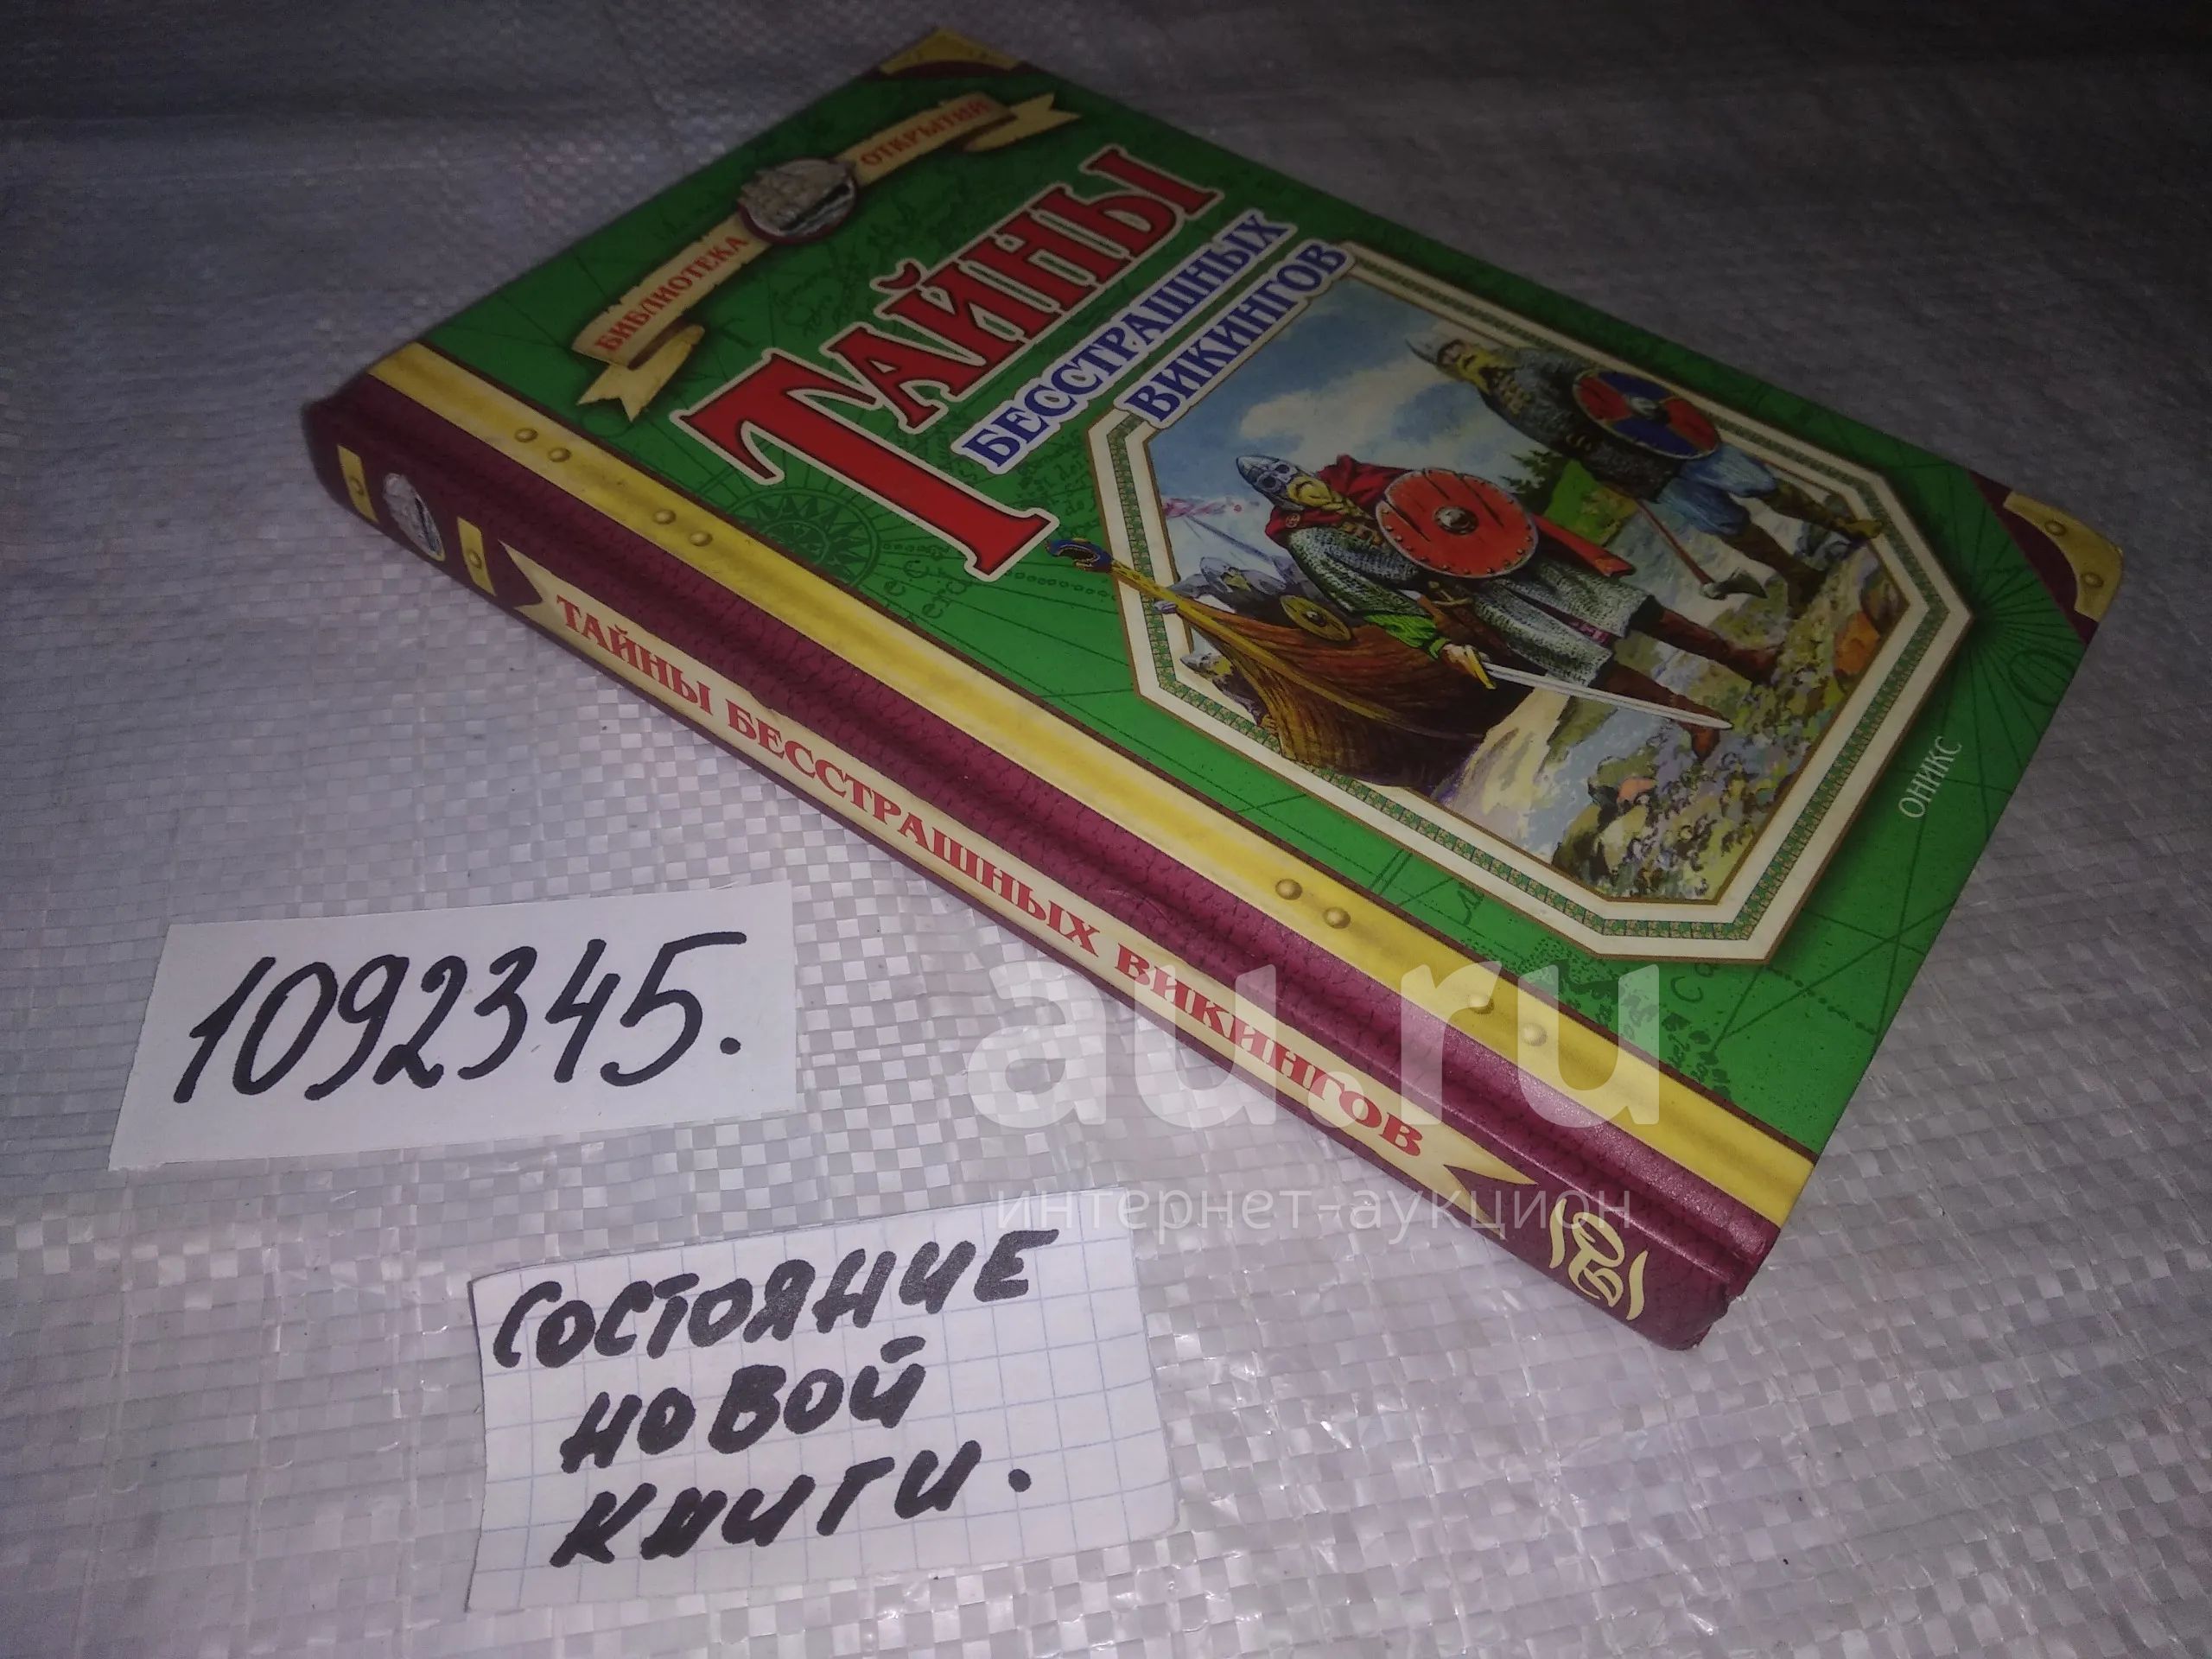 БИБЛИОТЕКА ОТКРЫТИЙ
ТАЙНЫ
БЕССТРАШНЫХ
ВИКИНГОВ
ОНИКС
ТАЙНЫ БЕССТРАШНЫХ ВИКИНГОВ
1092345.
au.ru
интернет-аукцион
СОСТОЯНИЕ
НОВОЙ
КНИГИ.